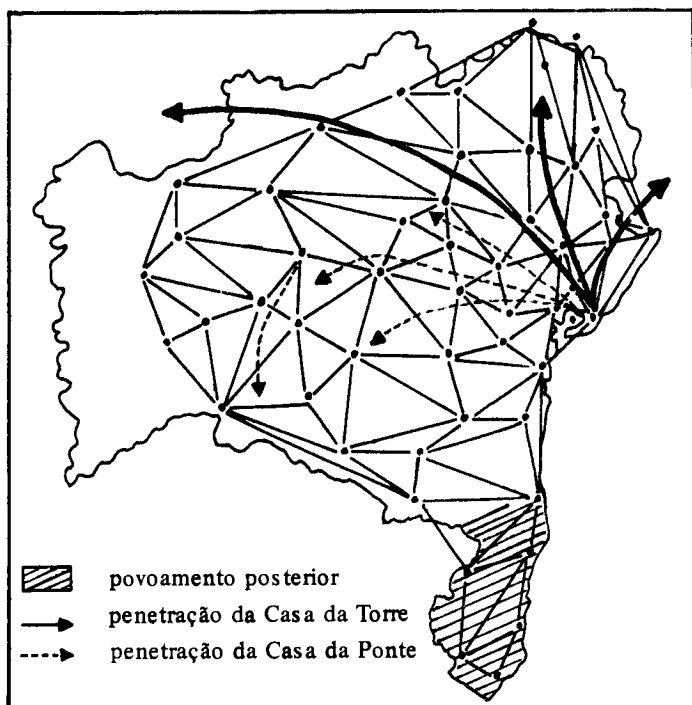 povoamento posterior
penetração da Casa da Torre
penetração da Casa da Ponte